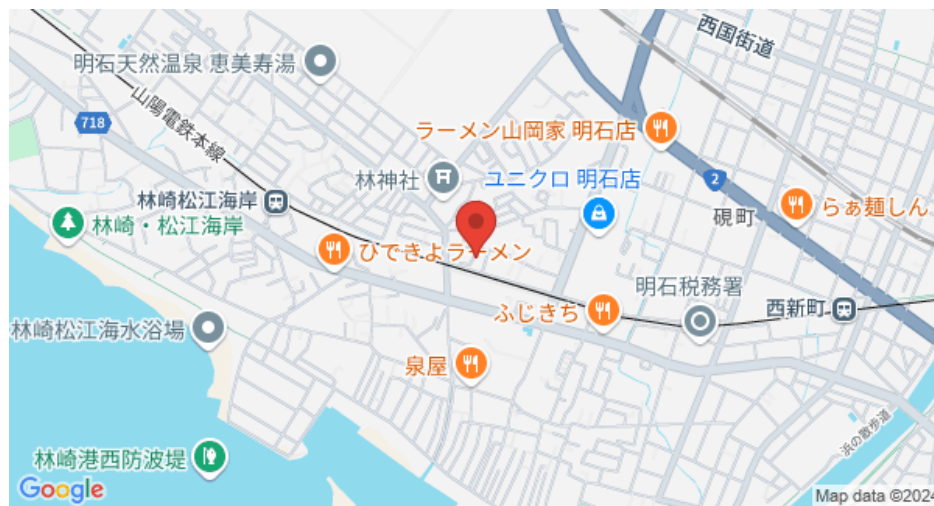 西国街道
明石天然温泉 恵美寿湯
718
山陽電鉄本線
ラーメン山岡家 明石店
林神社
ユニクロ 明石店
2
林崎松江海岸
硯町
らぁ麺しん
林崎・松江海岸
ひできよラーメン
明石税務署
ふじきち
西新町
林崎松江海水浴場
泉屋
浜の散歩道
林崎港西防波堤
Google
Map data ©2024